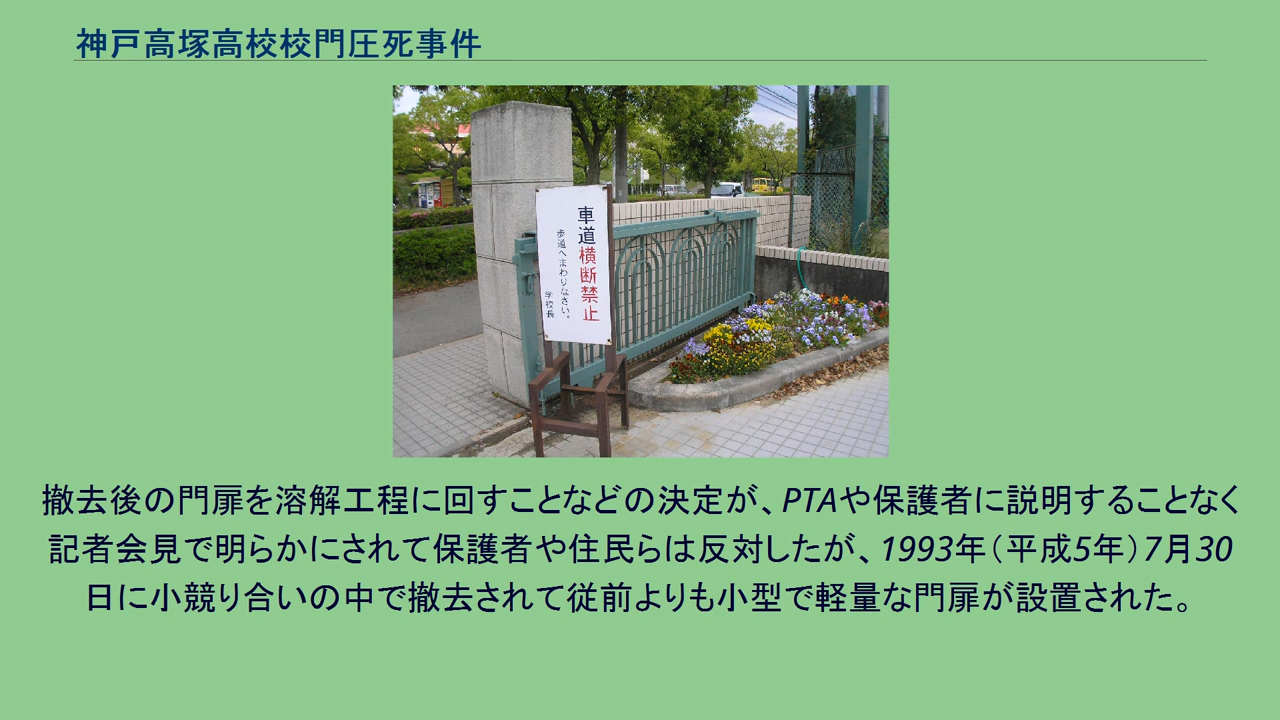 神戸高塚高校校門圧死事件
車道横断禁止
歩道へまわりなさい。
学校長
撤去後の門扉を溶解工程に回すことなどの決定が、PTAや保護者に説明することなく
記者会見で明らかにされて保護者や住民らは反対したが、1993年（平成5年）7月30
日に小競り合いの中で撤去されて従前よりも小型で軽量な門扉が設置された。